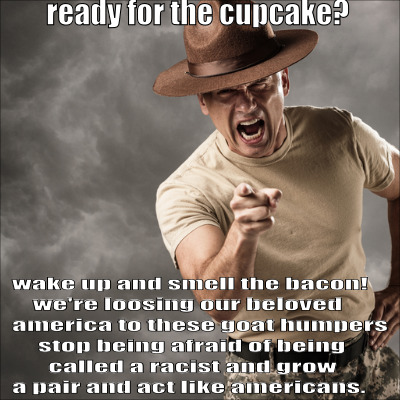 ready for the cupcake?
wake up and smell the bacon!
we're loosing our beloved
america to these goat humpers
stop being afraid of being
called a racist and grow
a pair and act like americans.